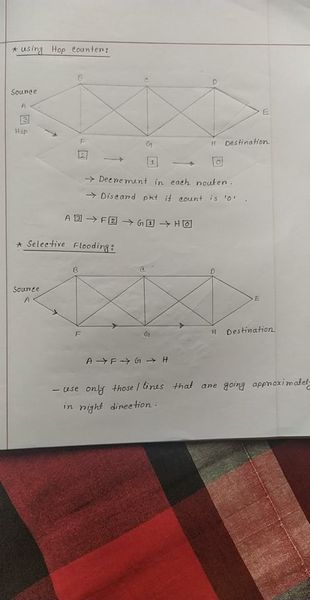 * Using Hop Counter:
B C D
Source
A E
3
Hop
F G H Destination
2 → 1 → 0
→ Decrement in each router.
→ Discard pkt if count is '0'.
A 3 → F 2 → G 1 → H 0
* Selective Flooding:
B C D
Source
A E
F G H Destination
A → F → G → H
- use only those lines that are going approximately
in right direction.